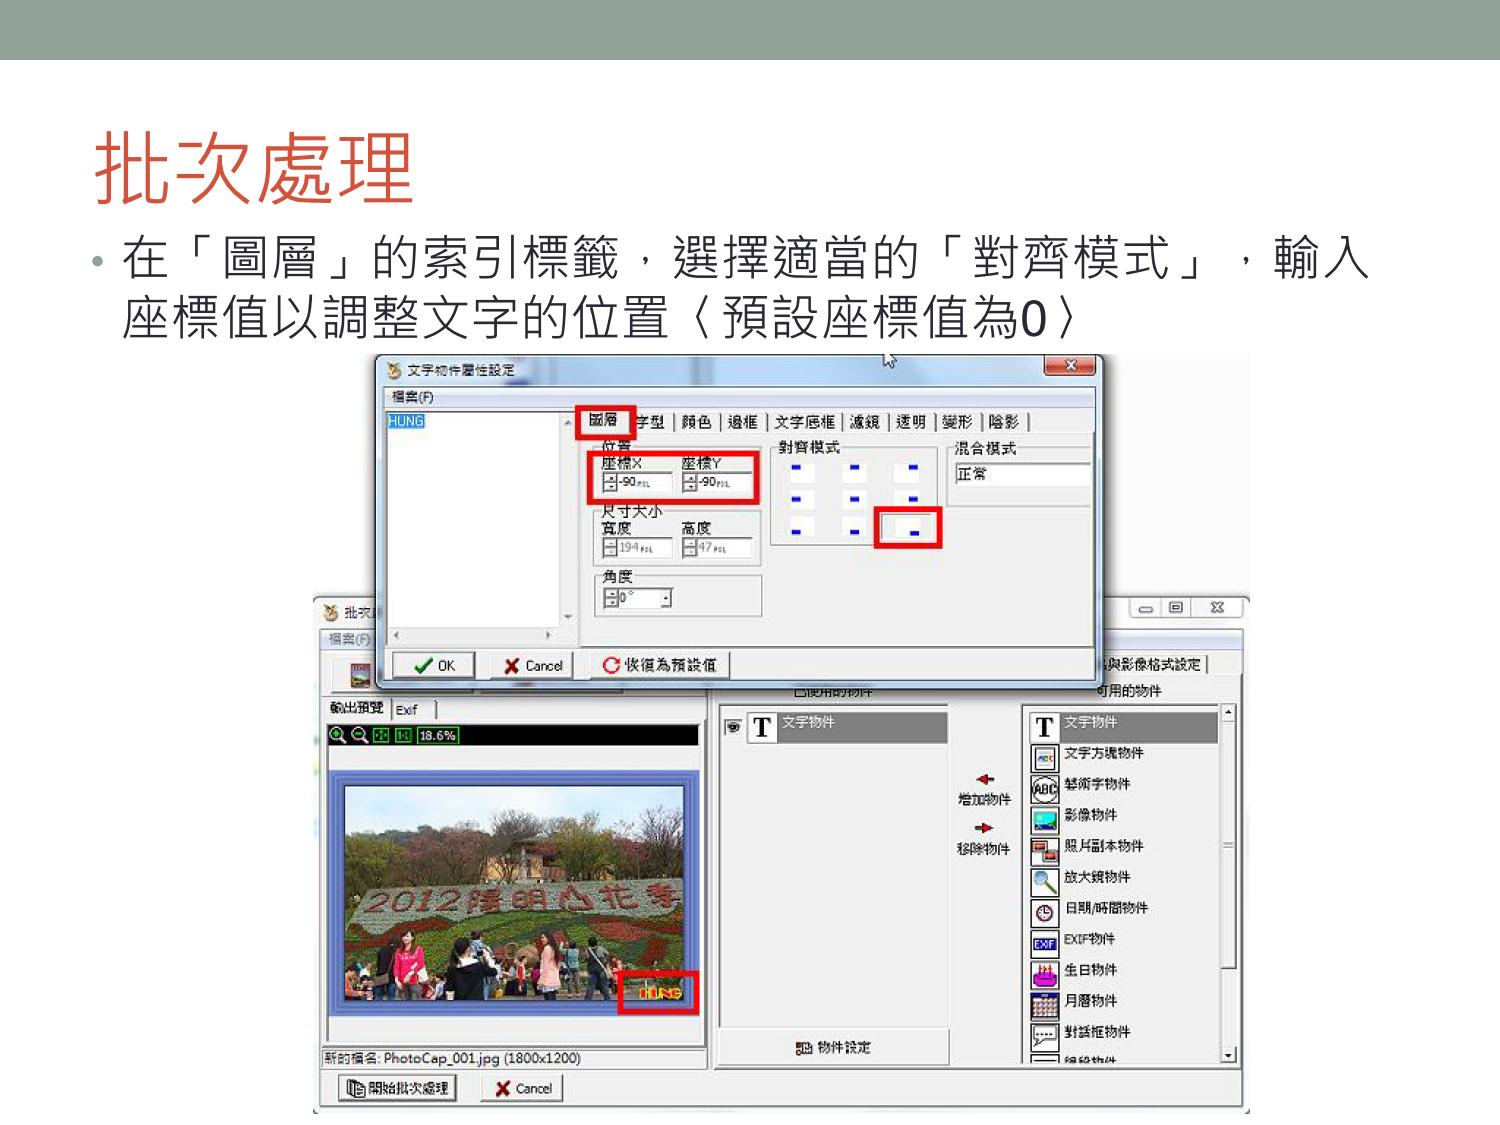 批次處理
• 在「圖層」的索引標籤，選擇適當的「對齊模式」，輸入
座標值以調整文字的位置〈預設座標值為0〉
文字物件屬性設定
檔案(F)
HUNG
圖層 字型 顏色 邊框 文字底框 濾鏡 透明 變形 陰影
位置 對齊模式 混合模式
座標X 座標Y
-90PXL -90PXL 正常
尺寸大小
寬度 高度
194PXL 47PXL
角度
0°
OK Cancel 恢復為預設值
批次
檔案(F)
與影像格式設定
已使用的物件 可用的物件
輸出預覽 Exif
18.6%
T 文字物件
T 文字物件
文字方塊物件
ABC 藝術字物件
影像物件
照片副本物件
放大鏡物件
日期/時間物件
EXIF EXIF物件
生日物件
月曆物件
對話框物件
增加物件
移除物件
2012陽明山花季
HUNG
物件設定
新的檔名: PhotoCap_001.jpg (1800x1200)
開始批次處理 Cancel